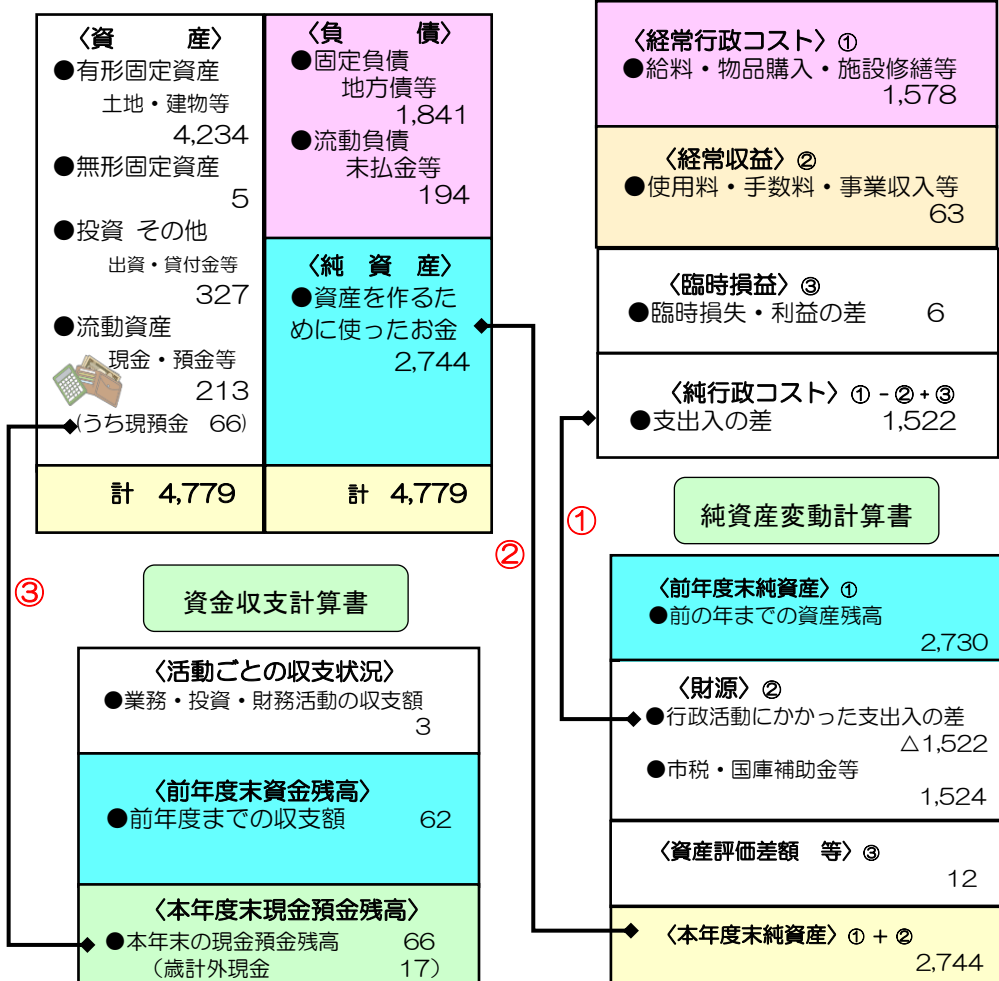 〈資　　産〉
●有形固定資産
土地・建物等
4,234
●無形固定資産
5
●投資 その他
出資・貸付金等
327
●流動資産
現金・預金等
213
(うち現預金　66)
計　4,779
〈負　　債〉
●固定負債
地方債等
1,841
●流動負債
未払金等
194
〈純　資　産〉
●資産を作るた
めに使ったお金
2,744
計　4,779
〈経常行政コスト〉①
●給料・物品購入・施設修繕等
1,578
〈経常収益〉②
●使用料・手数料・事業収入等
63
〈臨時損益〉③
●臨時損失・利益の差　6
〈純行政コスト〉①－②＋③
●支出入の差　1,522
①
②
③
純資産変動計算書
〈前年度末純資産〉①
●前の年までの資産残高
2,730
〈財源〉②
●行政活動にかかった支出入の差
△1,522
●市税・国庫補助金等
1,524
〈資産評価差額　等〉③
12
〈本年度末純資産〉①＋②
2,744
資金収支計算書
〈活動ごとの収支状況〉
●業務・投資・財務活動の収支額
3
〈前年度末資金残高〉
●前年度までの収支額　62
〈本年度末現金預金残高〉
●本年末の現金預金残高　66
（歳計外現金　17）